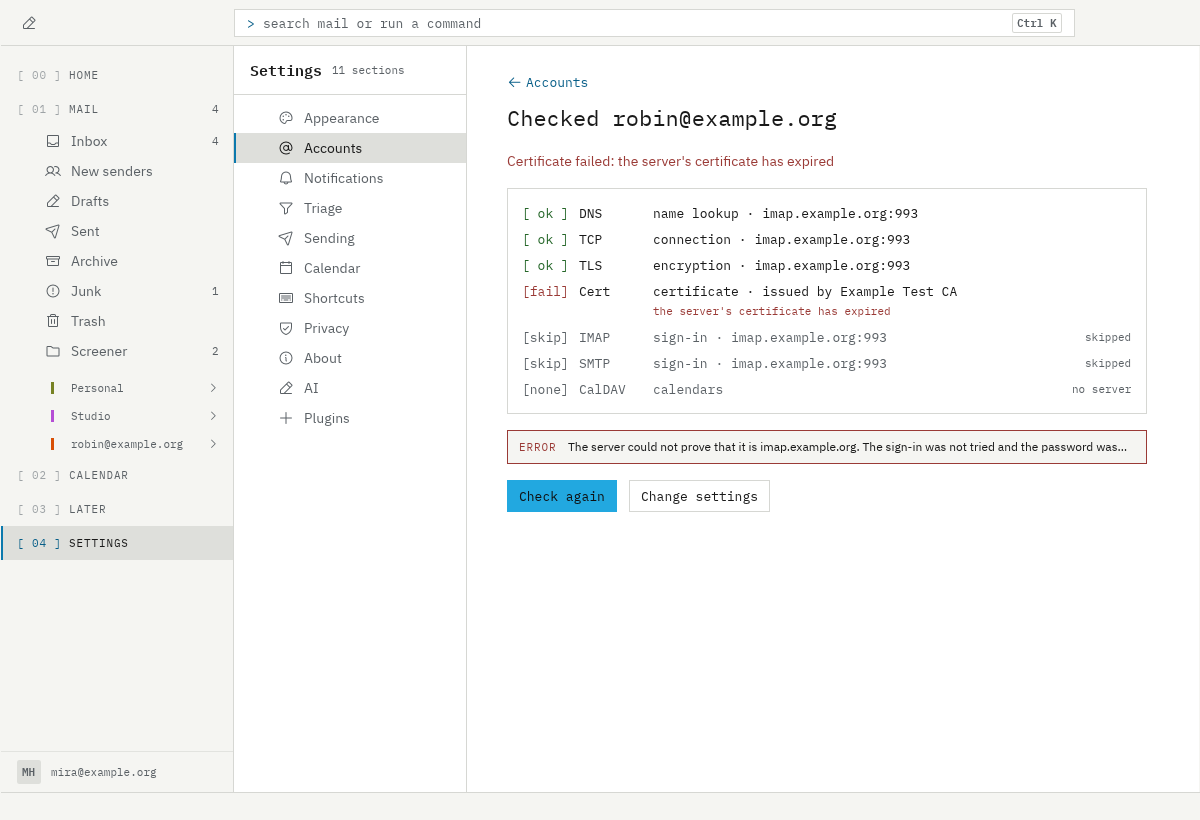 > search mail or run a command Ctrl K
[ 00 ] HOME
[ 01 ] MAIL 4
Inbox 4
New senders
Drafts
Sent
Archive
Junk 1
Trash
Screener 2
Personal
Studio
robin@example.org
[ 02 ] CALENDAR
[ 03 ] LATER
[ 04 ] SETTINGS
MH mira@example.org
Settings 11 sections
Appearance
Accounts
Notifications
Triage
Sending
Calendar
Shortcuts
Privacy
About
AI
Plugins
← Accounts
Checked robin@example.org
Certificate failed: the server's certificate has expired
[ ok ] DNS name lookup · imap.example.org:993
[ ok ] TCP connection · imap.example.org:993
[ ok ] TLS encryption · imap.example.org:993
[fail] Cert certificate · issued by Example Test CA
the server's certificate has expired
[skip] IMAP sign-in · imap.example.org:993 skipped
[skip] SMTP sign-in · imap.example.org:993 skipped
[none] CalDAV calendars no server
ERROR The server could not prove that it is imap.example.org. The sign-in was not tried and the password was...
Check again Change settings